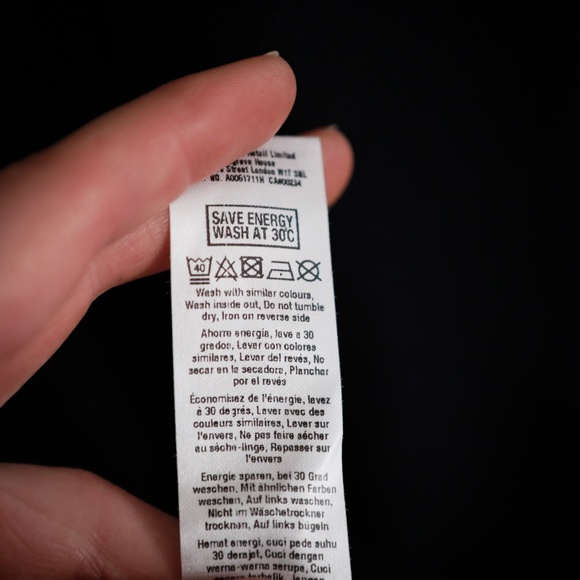 Limited
House
Street London W1T
NO. A0061711H CA#00234
SAVE ENERGY
WASH AT 30°C
40
Wash with similar colours,
Wash inside out, Do not tumble
dry, Iron on reverse side
Ahorre energia, lave a 30
grados, Lavar con colores
similares, Lavar del revés, No
secar en la secadora, Planchar
por el revés
Économisez de l'énergie, lavez
à 30 degrés, Laver avec des
couleurs similaires, Laver sur
l'envers, Ne pas faire sécher
au sèche-linge, Repasser sur
l'envers
Energie sparen, bei 30 Grad
waschen, Mit ähnlichen Farben
waschen, Auf links waschen,
Nicht im Wäschetrockner
trocknen, Auf links bugeln
Hemat energi, cuci pada suhu
30 derajat, Cuci dengan
warna-warna serupa, Cuci